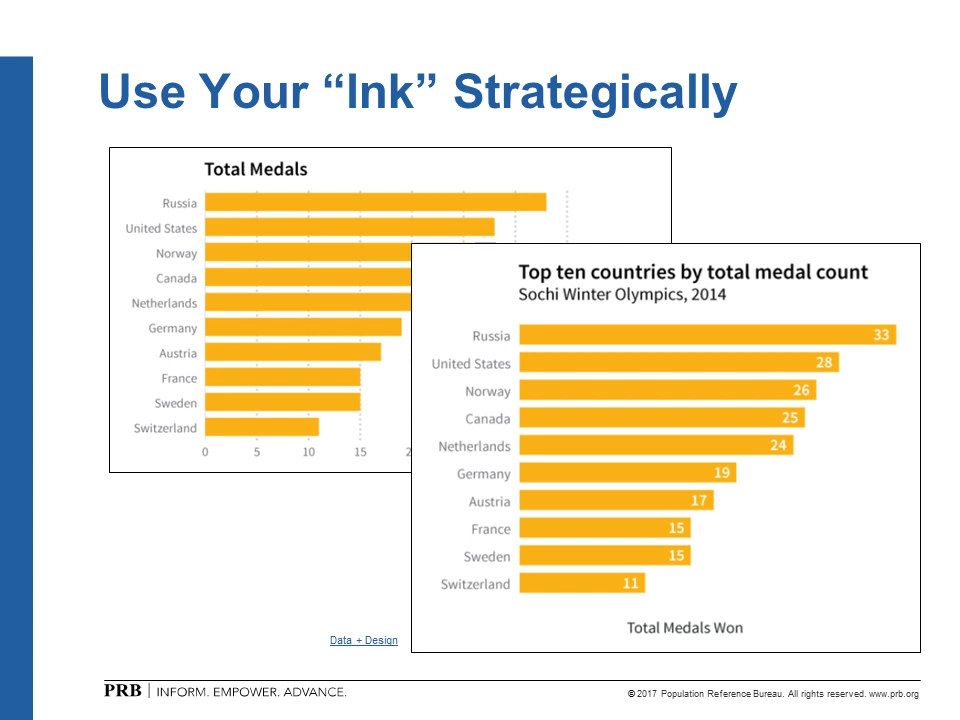 Use Your “Ink” Strategically
Total Medals
Russia
United States
Norway
Canada
Netherlands
Germany
Austria
France
Sweden
Switzerland
0 5 10 15
Top ten countries by total medal count
Sochi Winter Olympics, 2014
Russia 33
United States 28
Norway 26
Canada 25
Netherlands 24
Germany 19
Austria 17
France 15
Sweden 15
Switzerland 11
Total Medals Won
Data + Design
PRB | INFORM. EMPOWER. ADVANCE.
© 2017 Population Reference Bureau. All rights reserved. www.prb.org